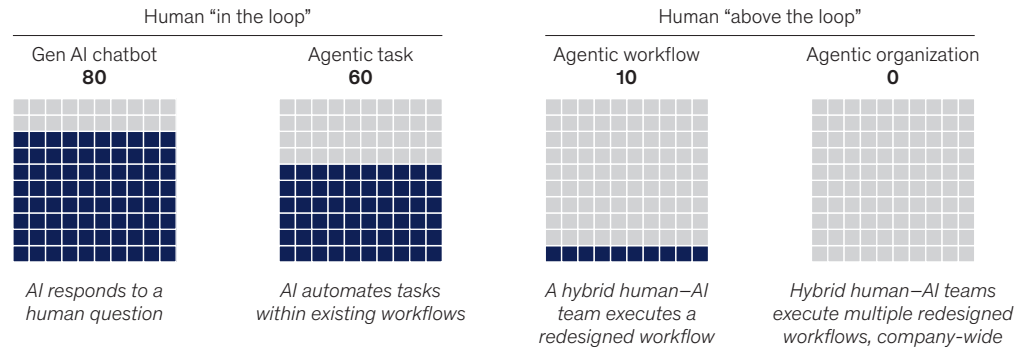 Human “in the loop”
Human “above the loop”
Gen AI chatbot
80
Agentic task
60
Agentic workflow
10
Agentic organization
0
AI responds to a
human question
AI automates tasks
within existing workflows
A hybrid human–AI
team executes a
redesigned workflow
Hybrid human–AI teams
execute multiple redesigned
workflows, company-wide